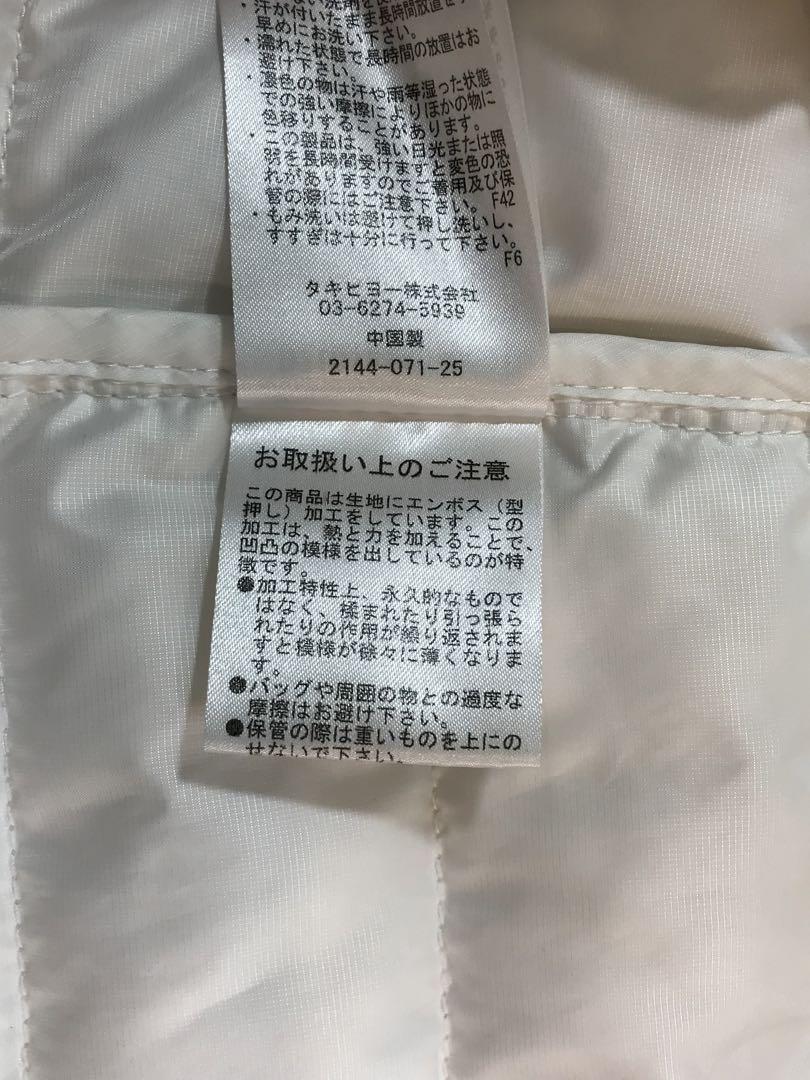 ない洗剤を
・汗が付いたまま長時間放置せず
早めにお洗い下さい。
・濡れた状態で長時間の放置はお
避け下さい。
・濃色の物は汗や雨等湿った状態
での強い摩擦によりほかの物に
色移りすることがあります。
・この製品は、強い日光または照
明を長時間受けますと変色の恐
れがありますのでご着用及び保
管の際にはご注意下さい。F42
・もみ洗いは避けて押し洗いし、
すすぎは十分に行って下さい。
F6
タキヒヨー株式会社
03-6274-5939
中国製
2144-071-25
お取扱い上のご注意
この商品は生地にエンボス（型
押し）加工をしています。この
加工は、熱と力を加えることで、
凹凸の模様を出しているのが特
徴です。
●加工特性上、永久的なもので
はなく、揉まれたり引っ張ら
れたりの作用が繰り返されま
すと模様が徐々に薄くなりま
す。
●バッグや周囲の物との過度な
摩擦はお避け下さい。
●保管の際は重いものを上にの
せないで下さい。